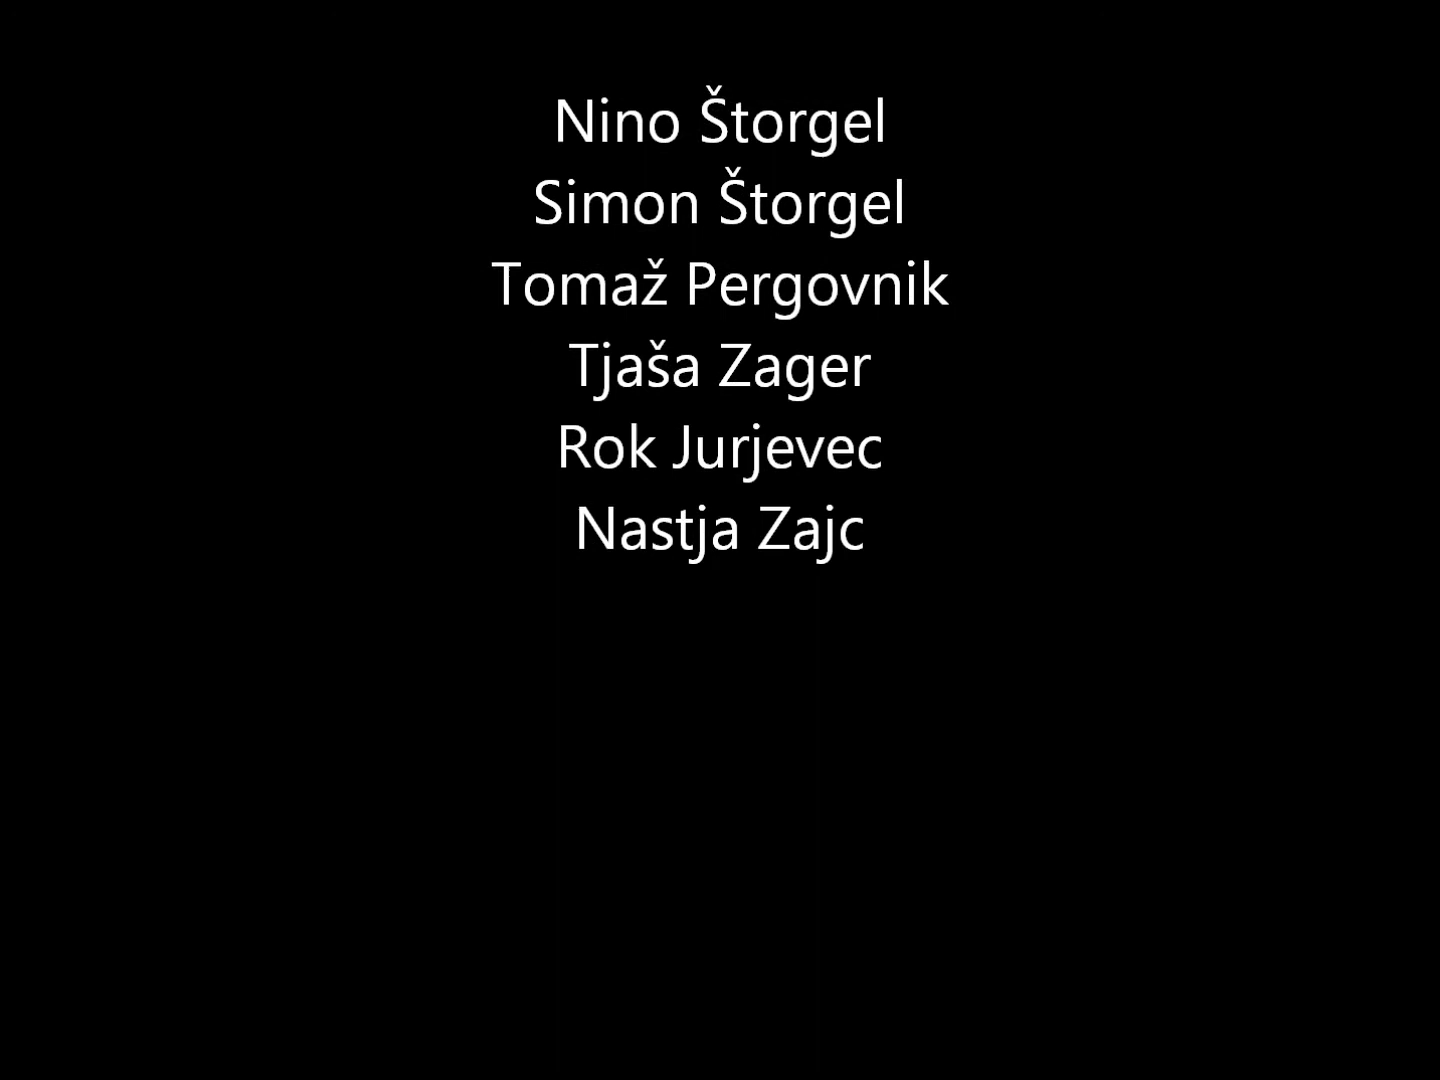 Nino Štorgel
Simon Štorgel
Tomaž Pergovnik
Tjaša Zager
Rok Jurjevec
Nastja Zajc